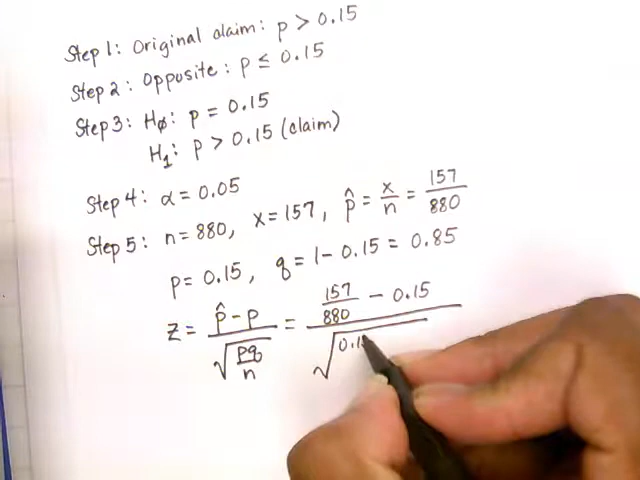 Step 1: Original claim: p > 0.15
Step 2: Opposite: p ≤ 0.15
Step 3: H∅: p = 0.15
H1: p > 0.15 (claim)
Step 4: α = 0.05
Step 5: n = 880, x = 157, p̂ = x/n = 157/880
p = 0.15, q = 1 - 0.15 = 0.85
z = (p̂ - p)/√(pq/n) = (157/880 - 0.15)/√(0.15